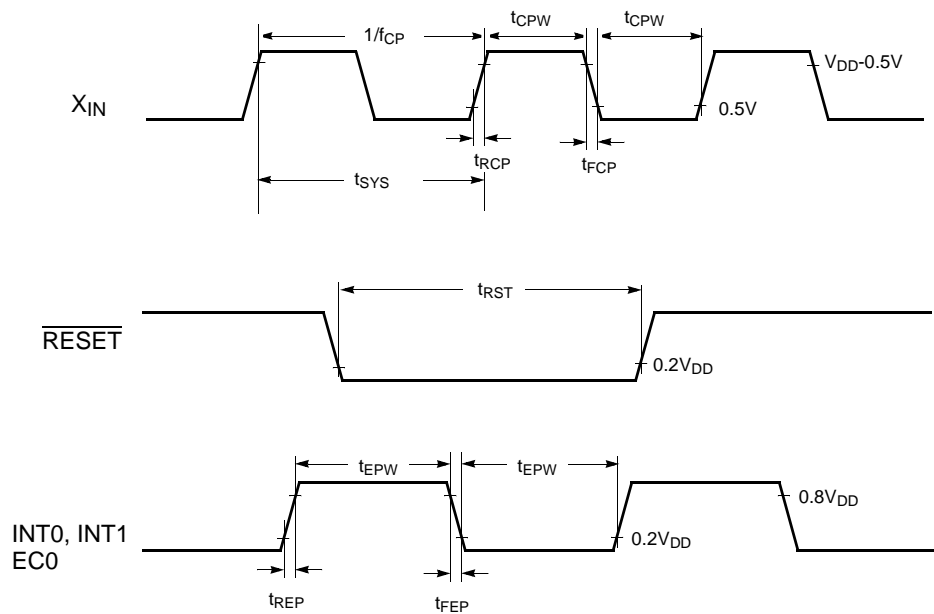 1/fCP tCPW tCPW
VDD-0.5V
XIN
0.5V
tRCP tFCP
tSYS
tRST
RESET
0.2VDD
tEPW tEPW
0.8VDD
INT0, INT1
0.2VDD
EC0
tREP tFEP